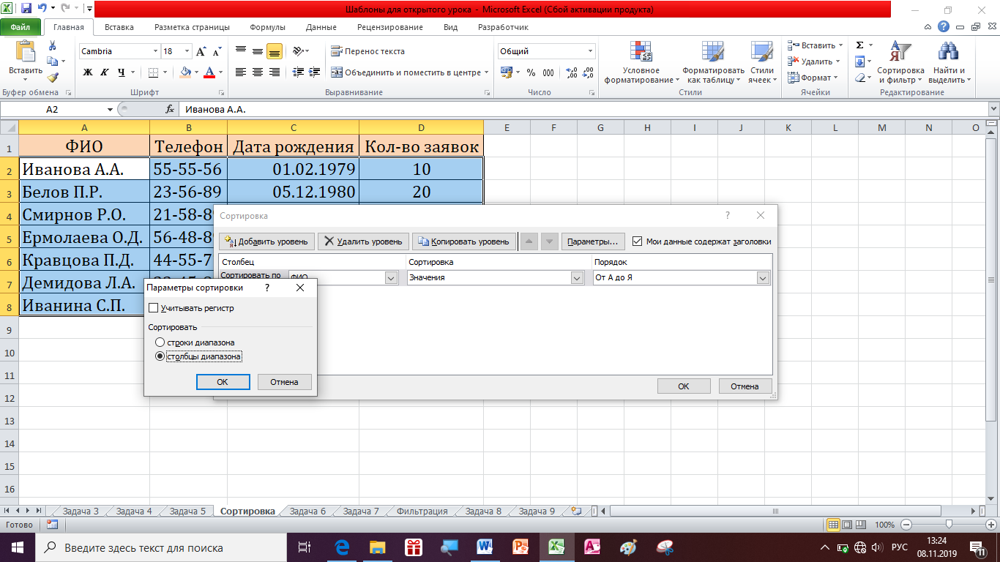 Шаблоны для открытого урока - Microsoft Excel (Сбой активации продукта)
Файл Главная Вставка Разметка страницы Формулы Данные Рецензирование Вид Разработчик
Cambria 18 Перенос текста Общий Вставить Σ
Вставить Ж К Ч Объединить и поместить в центре % 000 Условное форматирование Форматировать как таблицу Стили ячеек Удалить Формат Сортировка и фильтр Найти и выделить
Буфер обмена Шрифт Выравнивание Число Стили Ячейки Редактирование
A2 fx Иванова А.А.
A B C D E F G H I J K L M N O
1 ФИО Телефон Дата рождения Кол-во заявок
2 Иванова А.А. 55-55-56 01.02.1979 10
3 Белов П.Р. 23-56-89 05.12.1980 20
4 Смирнов Р.О. 21-58-8
5 Ермолаева О.Д. 56-48-8
6 Кравцова П.Д. 44-55-7
7 Демидова Л.А.
8 Иванина С.П.
9
10
11
12
13
14
15
16
Сортировка ?
Добавить уровень Удалить уровень Копировать уровень Параметры... Мои данные содержат заголовки
Столбец Сортировка Порядок
Сортировать по ФИО Значения От А до Я
OK Отмена
Параметры сортировки ?
Учитывать регистр
Сортировать
строки диапазона
столбцы диапазона
OK Отмена
Задача 3 Задача 4 Задача 5 Сортировка Задача 6 Задача 7 Фильтрация Задача 8 Задача 9
Готово 100%
Введите здесь текст для поиска РУС 13:24
08.11.2019 11